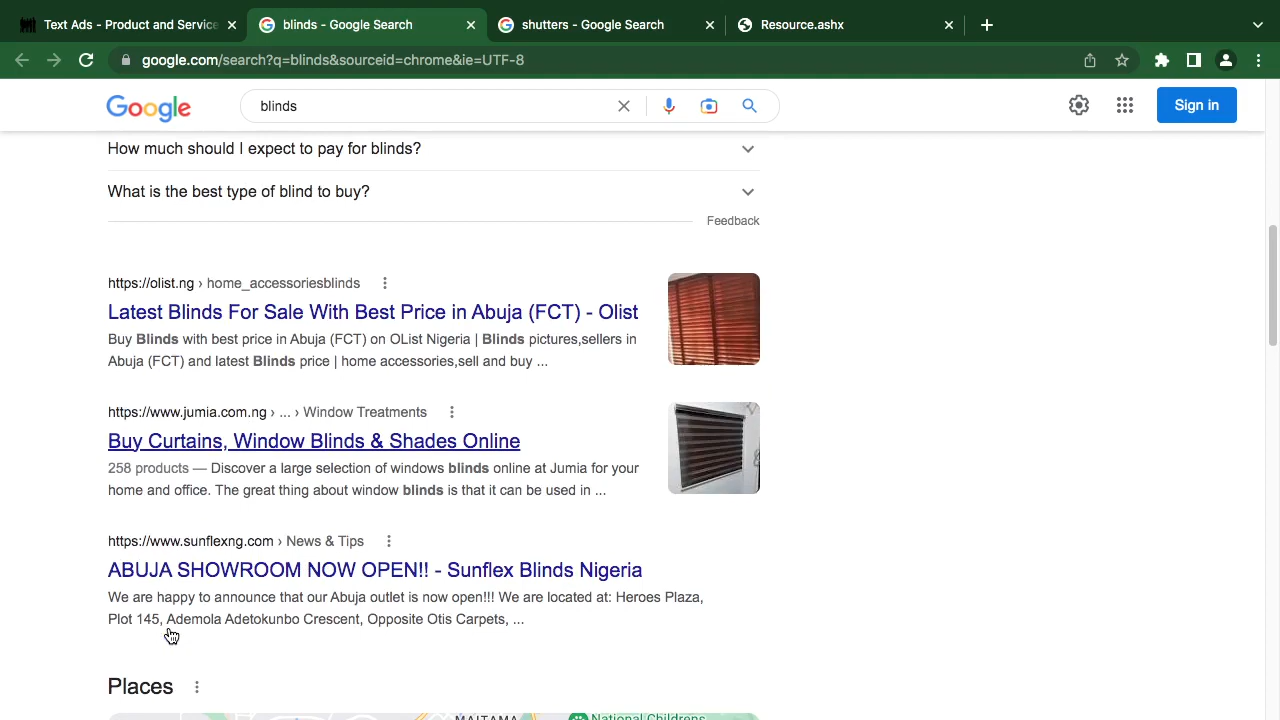 Text Ads - Product and Service
blinds - Google Search
shutters - Google Search
Resource.ashx
google.com/search?q=blinds&sourceid=chrome&ie=UTF-8
Google
blinds
Sign in
How much should I expect to pay for blinds?
What is the best type of blind to buy?
Feedback
https://olist.ng › home_accessoriesblinds
Latest Blinds For Sale With Best Price in Abuja (FCT) - Olist
Buy Blinds with best price in Abuja (FCT) on OList Nigeria | Blinds pictures,sellers in
Abuja (FCT) and latest Blinds price | home accessories,sell and buy ...
https://www.jumia.com.ng › ... › Window Treatments
Buy Curtains, Window Blinds & Shades Online
258 products — Discover a large selection of windows blinds online at Jumia for your
home and office. The great thing about window blinds is that it can be used in ...
https://www.sunflexng.com › News & Tips
ABUJA SHOWROOM NOW OPEN!! - Sunflex Blinds Nigeria
We are happy to announce that our Abuja outlet is now open!!! We are located at: Heroes Plaza,
Plot 145, Ademola Adetokunbo Crescent, Opposite Otis Carpets, ...
Places
MAITAMA
National Childrens